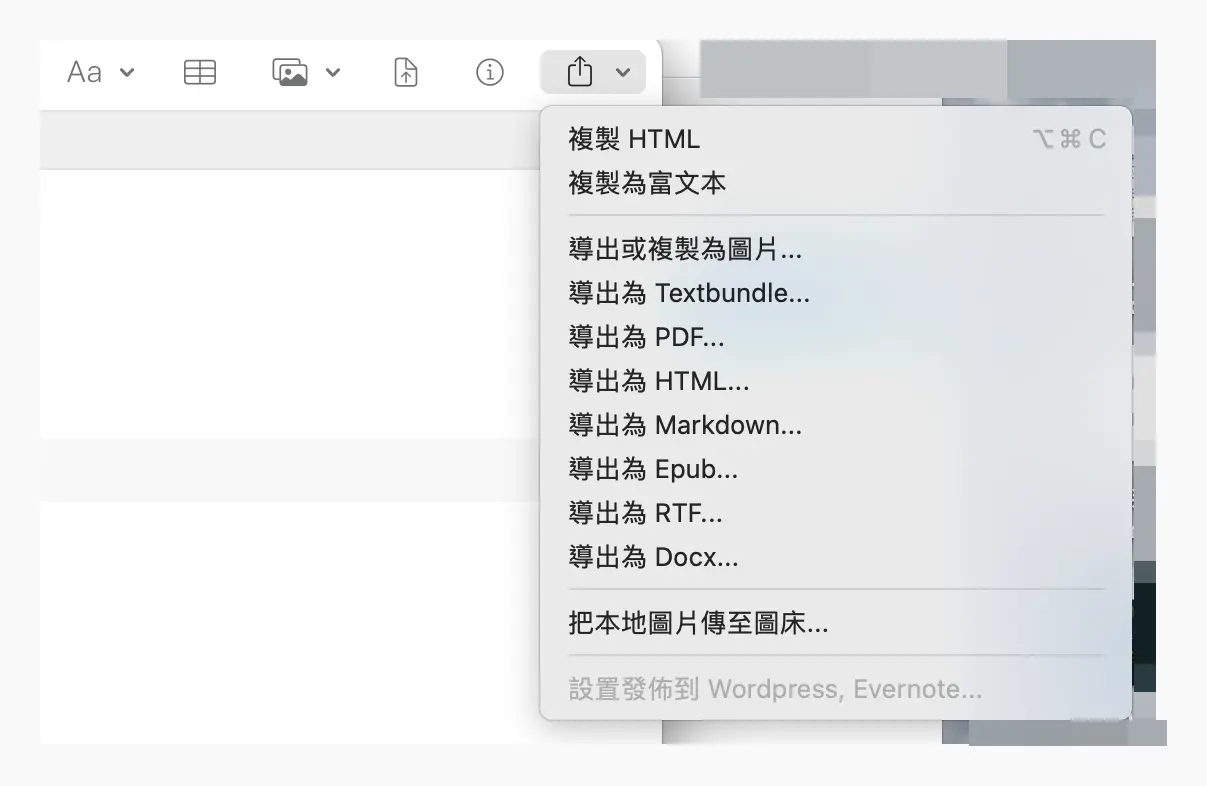 Aa
複製 HTML ⌥⌘C
複製為富文本
導出或複製為圖片...
導出為 Textbundle...
導出為 PDF...
導出為 HTML...
導出為 Markdown...
導出為 Epub...
導出為 RTF...
導出為 Docx...
把本地圖片傳至圖床...
設置發佈到 Wordpress, Evernote...